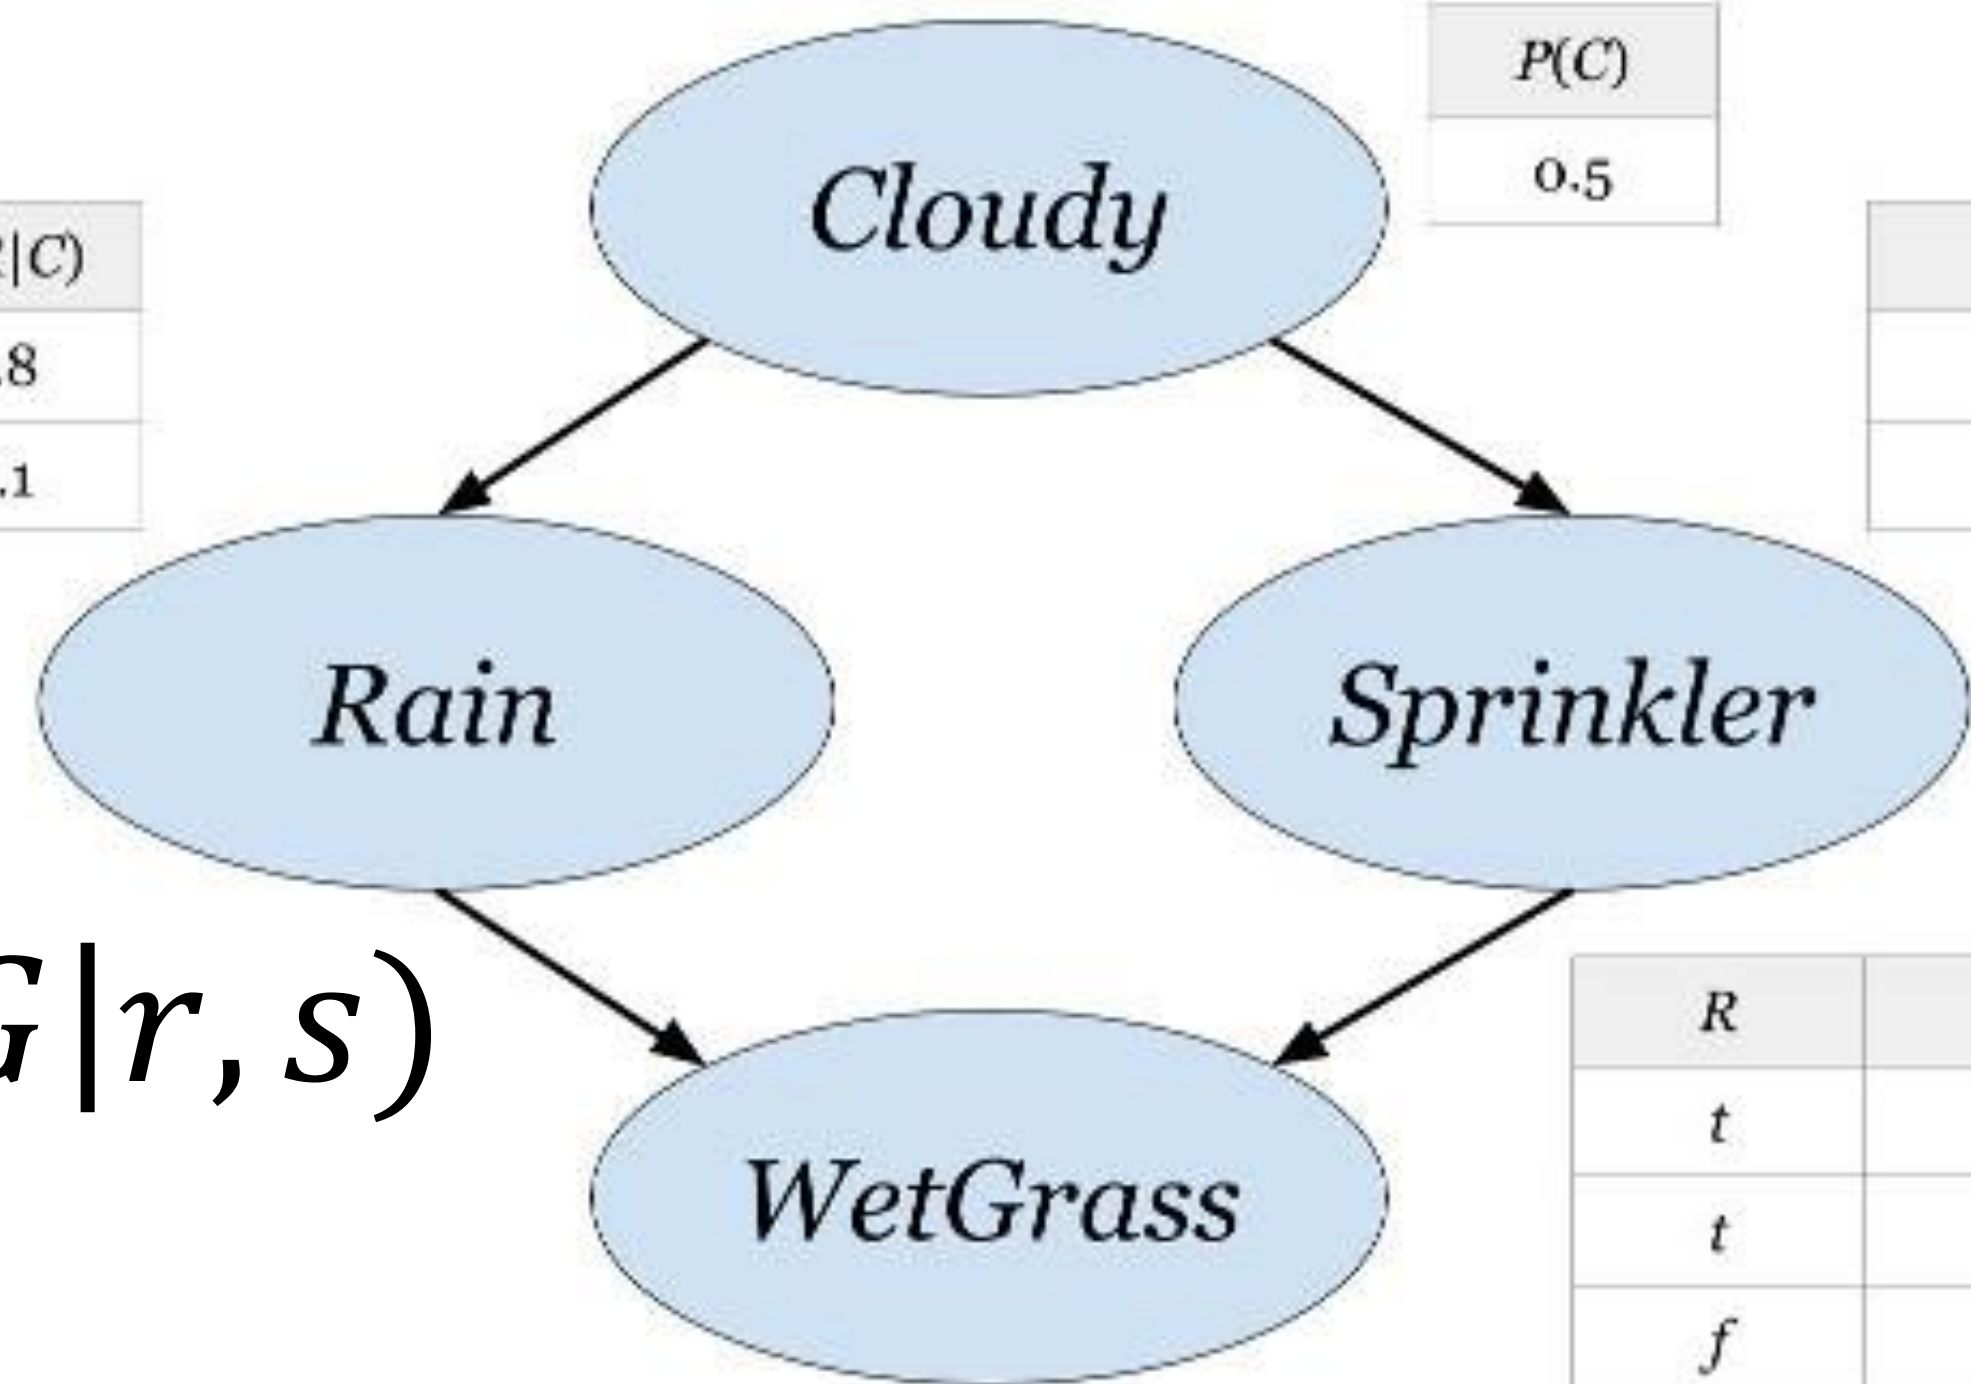 P(C)
0.5
Cloudy
|C)
.8
.1
Rain
Sprinkler
G|r, s)
WetGrass
R
t
t
f